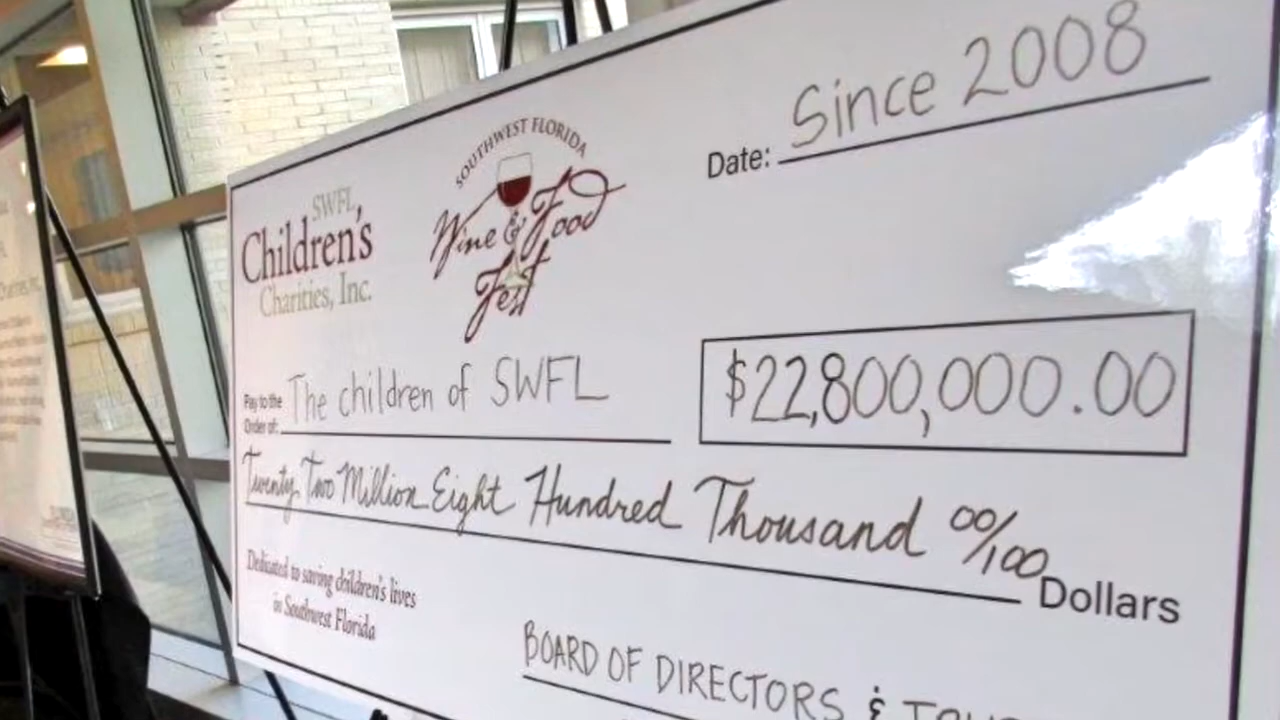 Date: Since 2008
SWFL
Children's
Charities, Inc.
SOUTHWEST FLORIDA
Wine & Food
Fest
Pay to the
Order of: The children of SWFL
$22,800,000.00
Twenty Two Million Eight Hundred Thousand 00/100
Dollars
Dedicated to saving children's lives
in Southwest Florida
BOARD OF DIRECTORS &